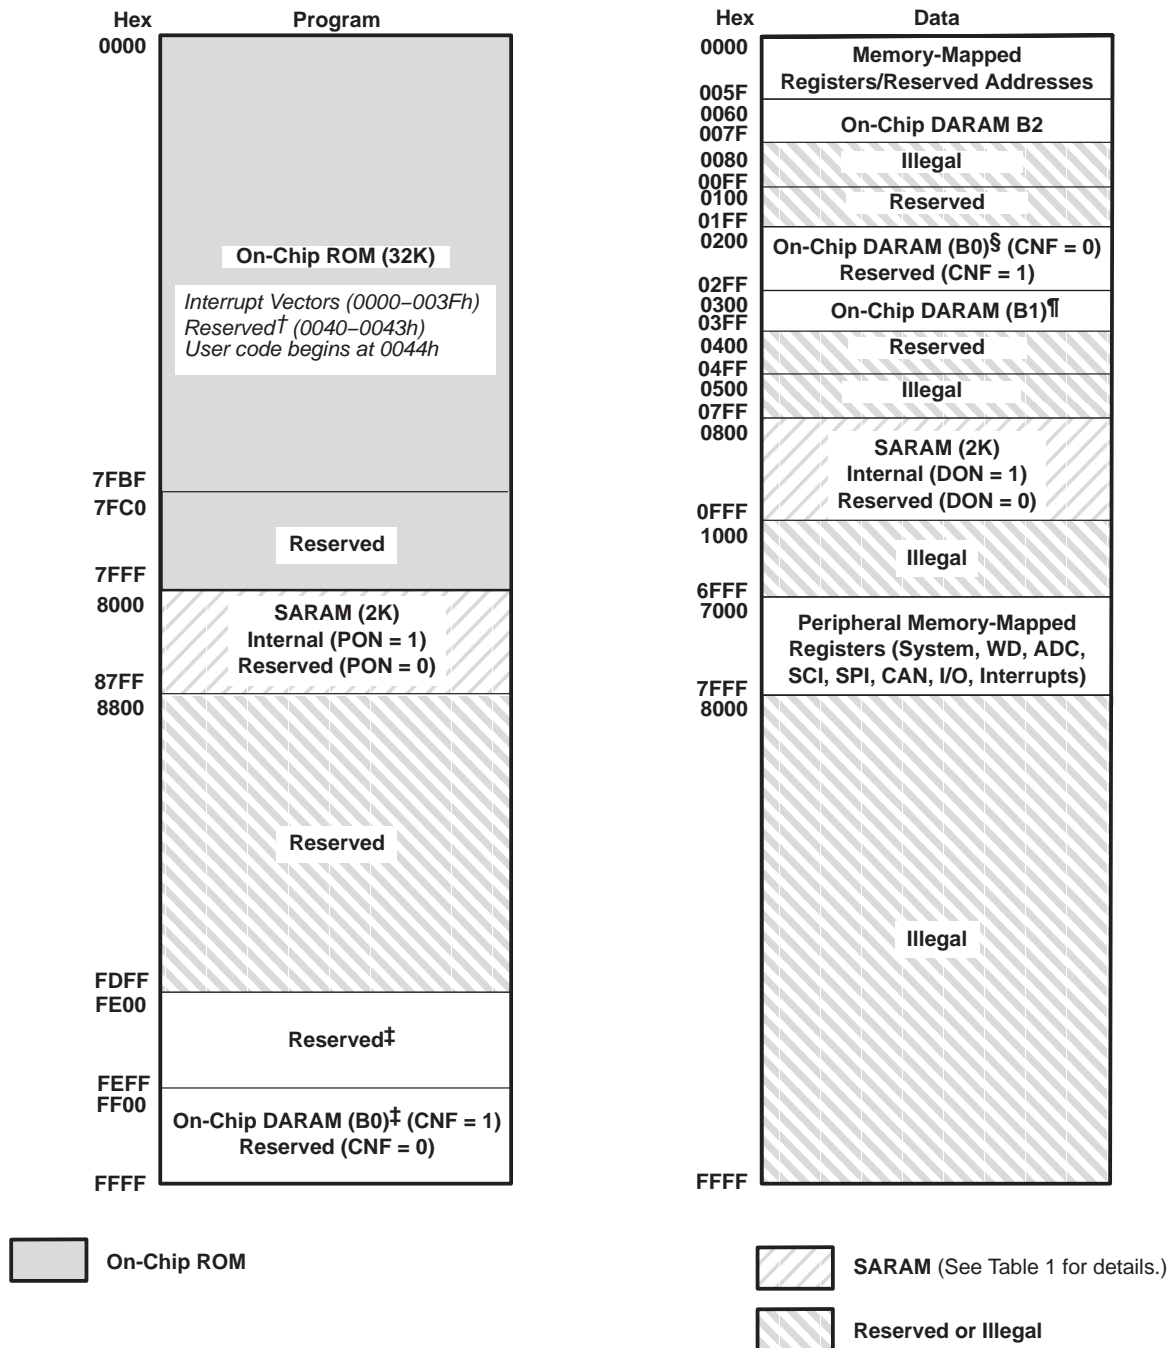 Hex
Program
0000
On-Chip ROM (32K)
Interrupt Vectors (0000–003Fh)
Reserved† (0040–0043h)
User code begins at 0044h
7FBF
7FC0
Reserved
7FFF
8000
SARAM (2K)
Internal (PON = 1)
Reserved (PON = 0)
87FF
8800
Reserved
FDFF
FE00
Reserved‡
FEFF
FF00
On-Chip DARAM (B0)‡ (CNF = 1)
Reserved (CNF = 0)
FFFF
On-Chip ROM
Hex
Data
0000
Memory-Mapped
Registers/Reserved Addresses
005F
0060
On-Chip DARAM B2
007F
0080
Illegal
00FF
0100
Reserved
01FF
0200
On-Chip DARAM (B0)§ (CNF = 0)
Reserved (CNF = 1)
02FF
0300
On-Chip DARAM (B1)¶
03FF
0400
Reserved
04FF
0500
Illegal
07FF
0800
SARAM (2K)
Internal (DON = 1)
Reserved (DON = 0)
0FFF
1000
Illegal
6FFF
7000
Peripheral Memory-Mapped
Registers (System, WD, ADC,
SCI, SPI, CAN, I/O, Interrupts)
7FFF
8000
Illegal
FFFF
SARAM (See Table 1 for details.)
Reserved or Illegal